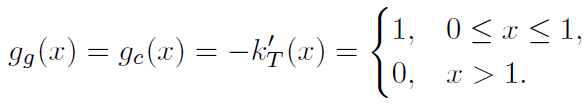 g_g(x) = g_c(x) = −k′_T(x) = { 1, 0 ≤ x ≤ 1,
0, x > 1.